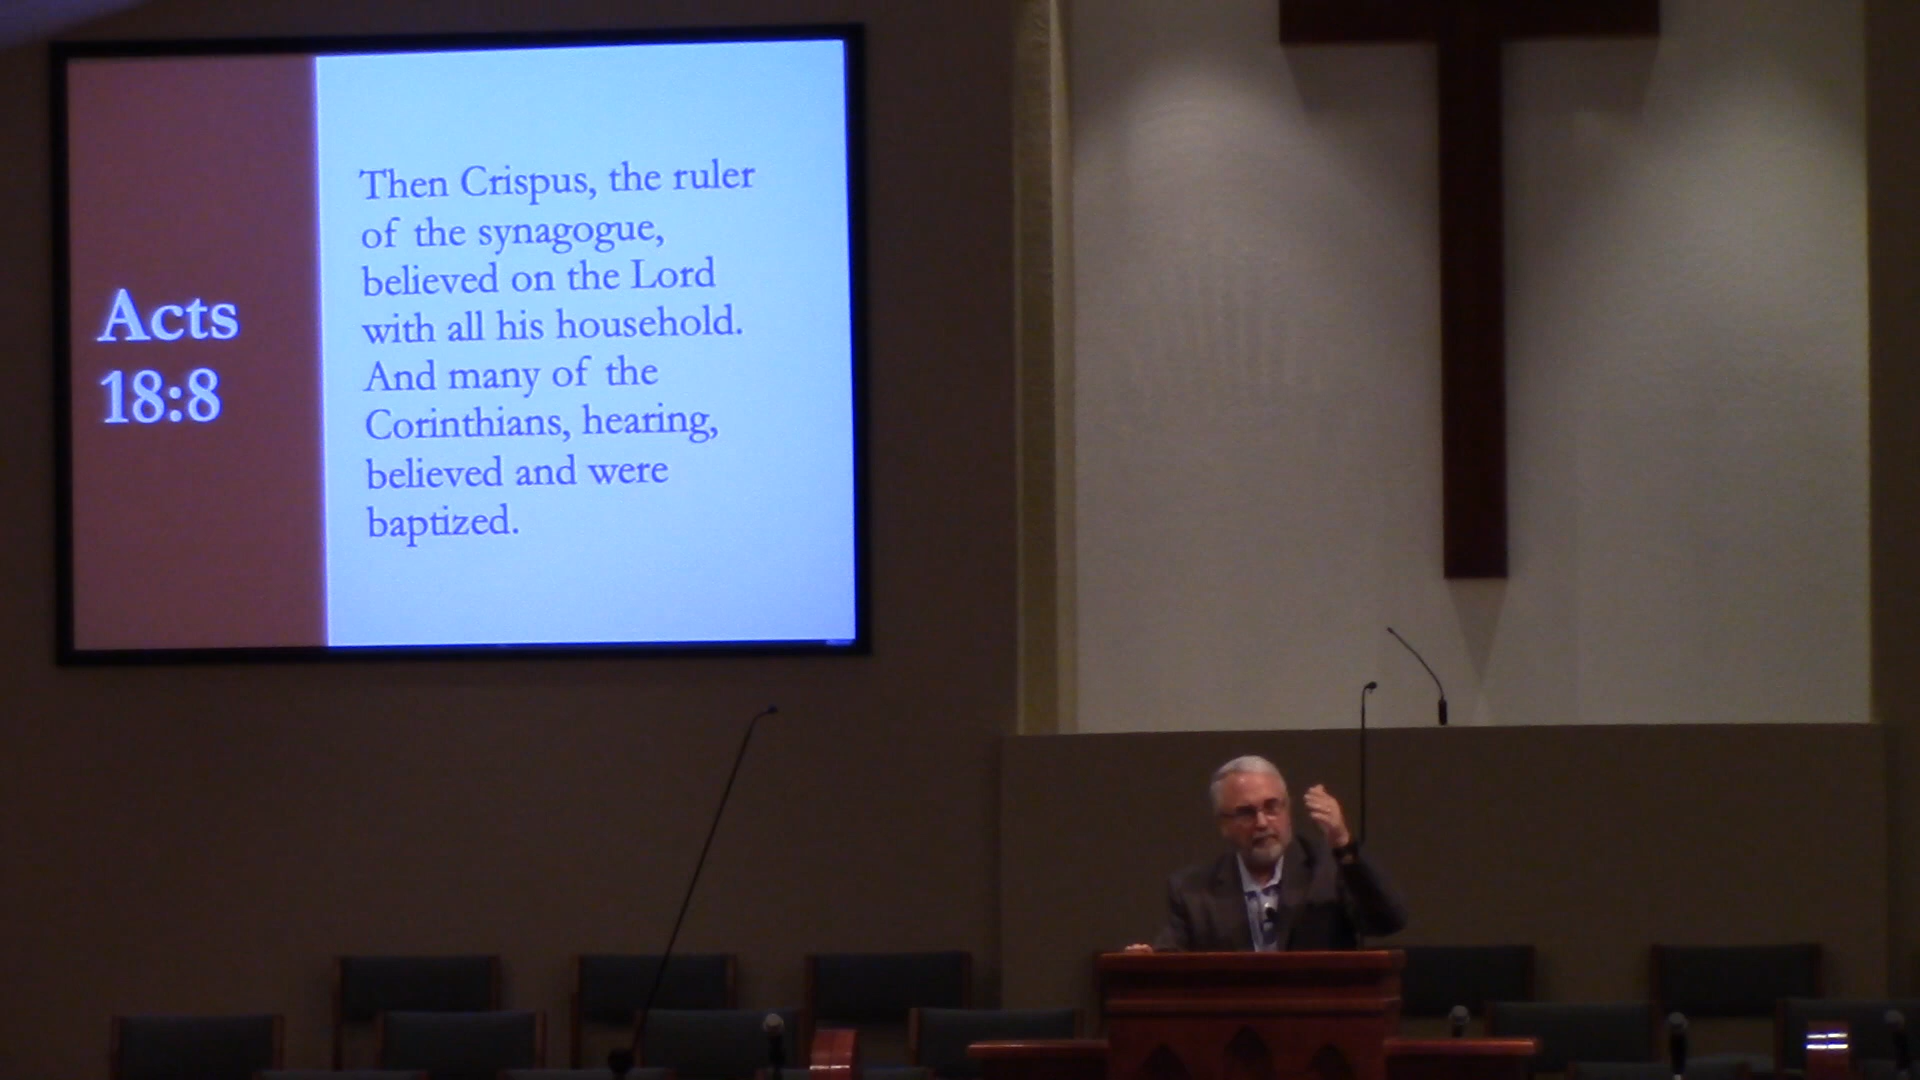 Acts
18:8
Then Crispus, the ruler
of the synagogue,
believed on the Lord
with all his household.
And many of the
Corinthians, hearing,
believed and were
baptized.